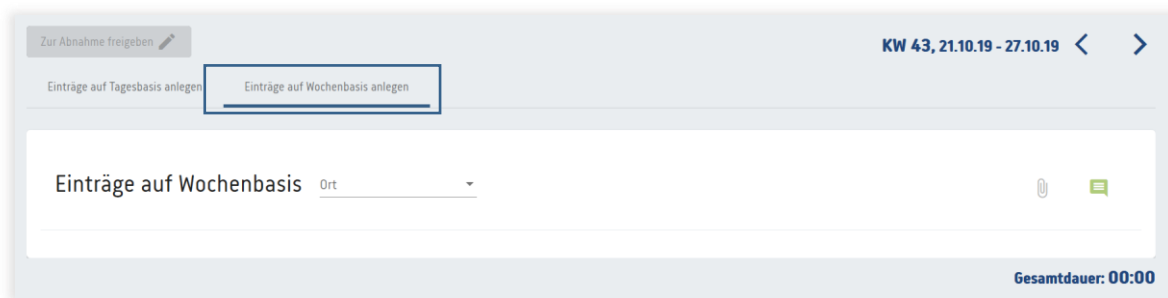 Zur Abnahme freigeben
KW 43, 21.10.19 - 27.10.19
Einträge auf Tagesbasis anlegen
Einträge auf Wochenbasis anlegen
Einträge auf Wochenbasis
Ort
Gesamtdauer: 00:00